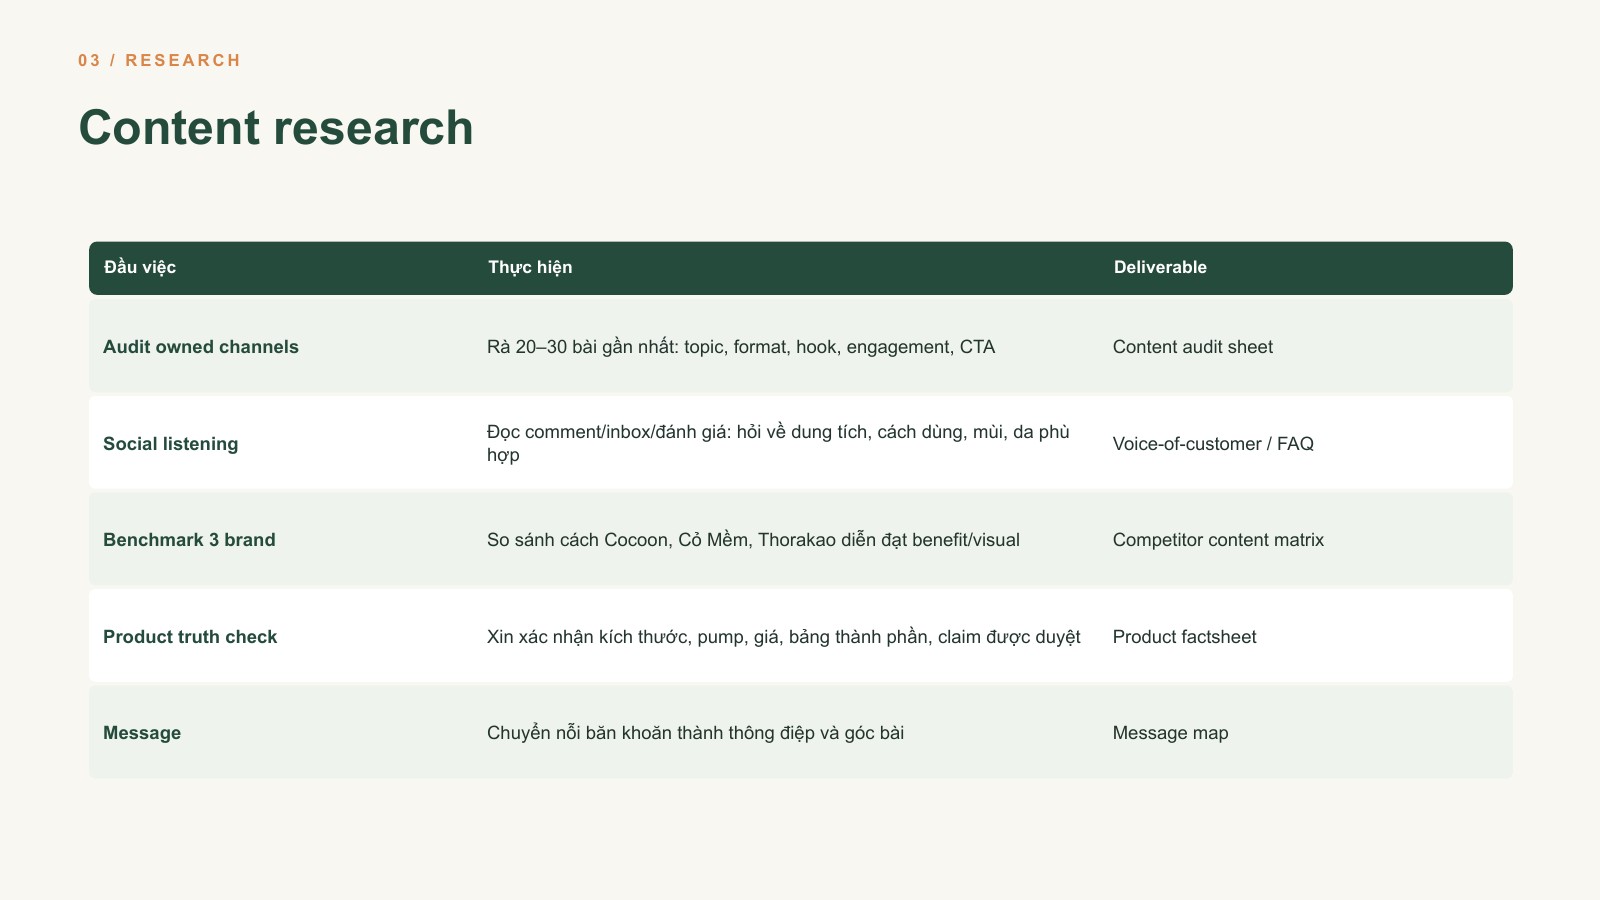 03 / RESEARCH
Content research
Đầu việc
Thực hiện
Deliverable
Audit owned channels
Rà 20–30 bài gần nhất: topic, format, hook, engagement, CTA
Content audit sheet
Social listening
Đọc comment/inbox/đánh giá: hỏi về dung tích, cách dùng, mùi, da phù
hợp
Voice-of-customer / FAQ
Benchmark 3 brand
So sánh cách Cocoon, Cỏ Mềm, Thorakao diễn đạt benefit/visual
Competitor content matrix
Product truth check
Xin xác nhận kích thước, pump, giá, bảng thành phần, claim được duyệt
Product factsheet
Message
Chuyển nỗi băn khoăn thành thông điệp và góc bài
Message map